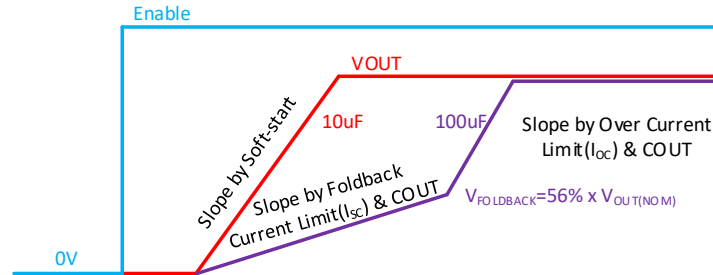 Enable
VOUT
Slope by Soft-start
10uF
100uF
Slope by Over Current
Limit(IOC) & COUT
Slope by Foldback
Current Limit(ISC) & COUT
VFOLDBACK=56% x VOUT(NOM)
0V